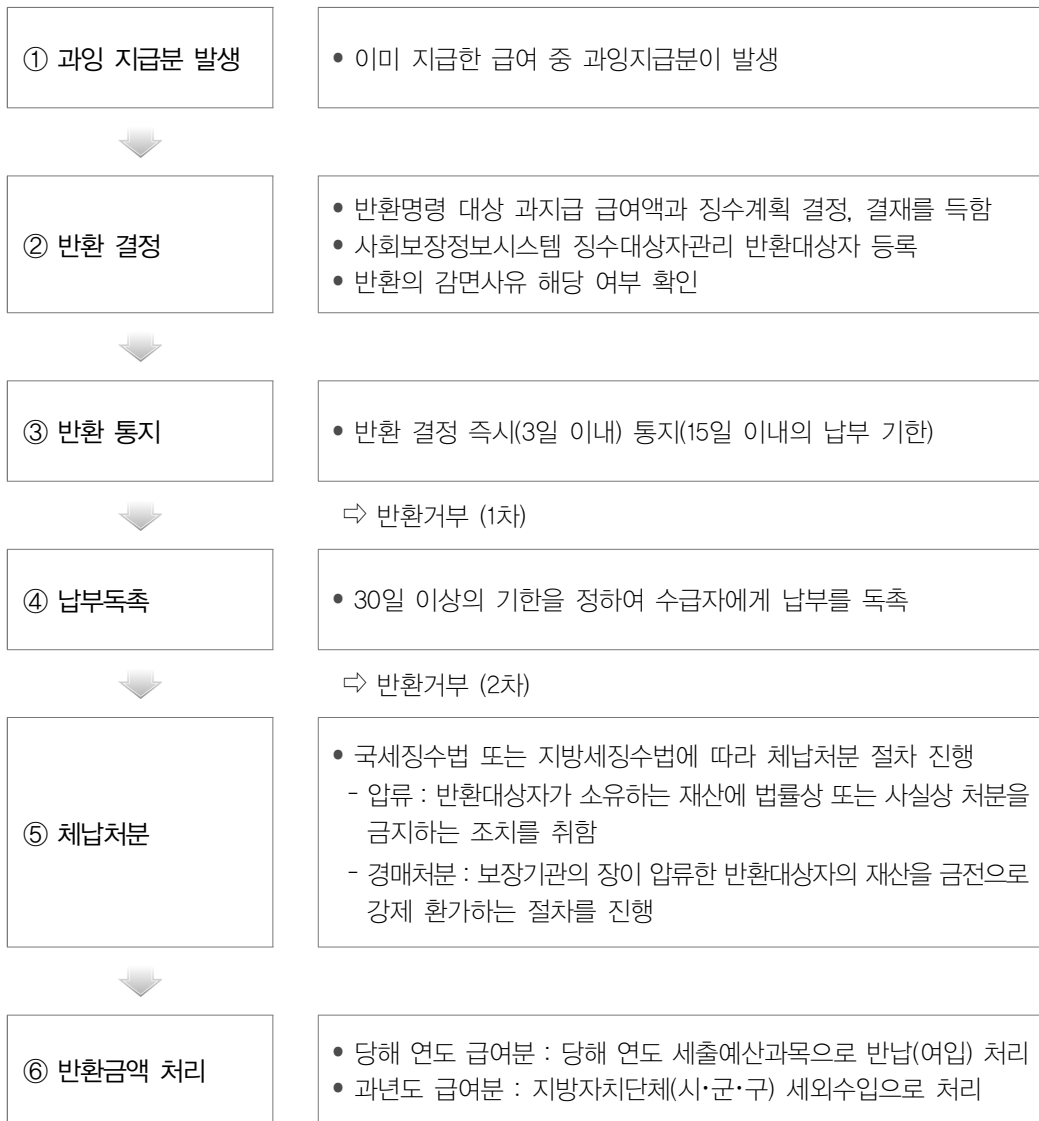 ① 과잉 지급분 발생
• 이미 지급한 급여 중 과잉지급분이 발생
② 반환 결정
• 반환명령 대상 과지급 급여액과 징수계획 결정, 결재를 득함
• 사회보장정보시스템 징수대상자관리 반환대상자 등록
• 반환의 감면사유 해당 여부 확인
③ 반환 통지
• 반환 결정 즉시(3일 이내) 통지(15일 이내의 납부 기한)
⇨ 반환거부 (1차)
④ 납부독촉
• 30일 이상의 기한을 정하여 수급자에게 납부를 독촉
⇨ 반환거부 (2차)
⑤ 체납처분
• 국세징수법 또는 지방세징수법에 따라 체납처분 절차 진행
- 압류 : 반환대상자가 소유하는 재산에 법률상 또는 사실상 처분을
금지하는 조치를 취함
- 경매처분 : 보장기관의 장이 압류한 반환대상자의 재산을 금전으로
강제 환가하는 절차를 진행
⑥ 반환금액 처리
• 당해 연도 급여분 : 당해 연도 세출예산과목으로 반납(여입) 처리
• 과년도 급여분 : 지방자치단체(시·군·구) 세외수입으로 처리